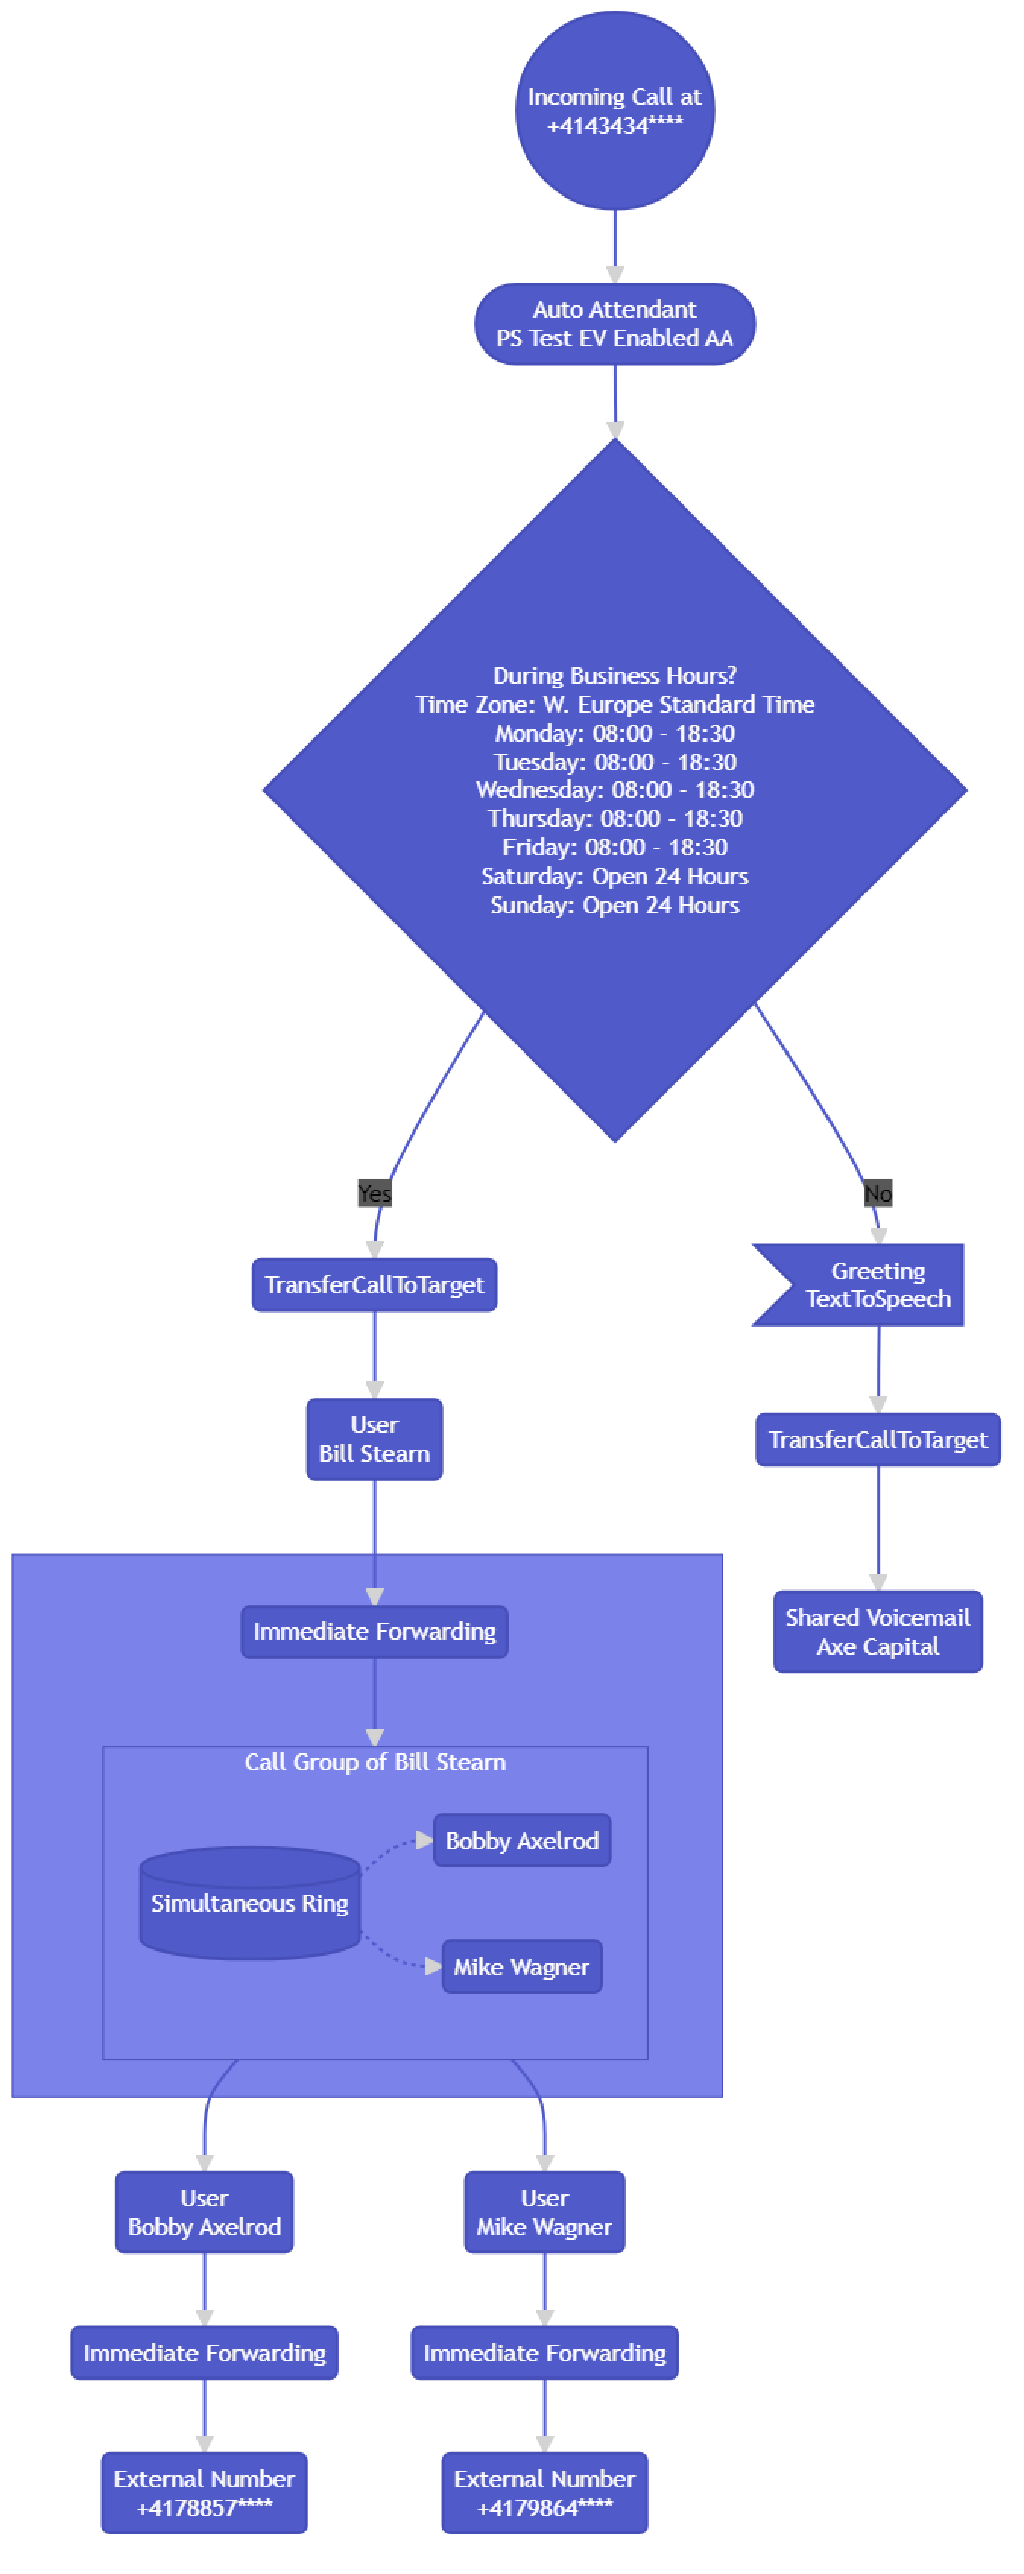 Incoming Call at
+4143434****
Auto Attendant
PS Test EV Enabled AA
During Business Hours?
Time Zone: W. Europe Standard Time
Monday: 08:00 - 18:30
Tuesday: 08:00 - 18:30
Wednesday: 08:00 - 18:30
Thursday: 08:00 - 18:30
Friday: 08:00 - 18:30
Saturday: Open 24 Hours
Sunday: Open 24 Hours
Yes
No
TransferCallToTarget
Greeting
TextToSpeech
User
Bill Stearn
TransferCallToTarget
Immediate Forwarding
Shared Voicemail
Axe Capital
Call Group of Bill Stearn
Simultaneous Ring
Bobby Axelrod
Mike Wagner
User
Bobby Axelrod
User
Mike Wagner
Immediate Forwarding
Immediate Forwarding
External Number
+4178857****
External Number
+4179864****